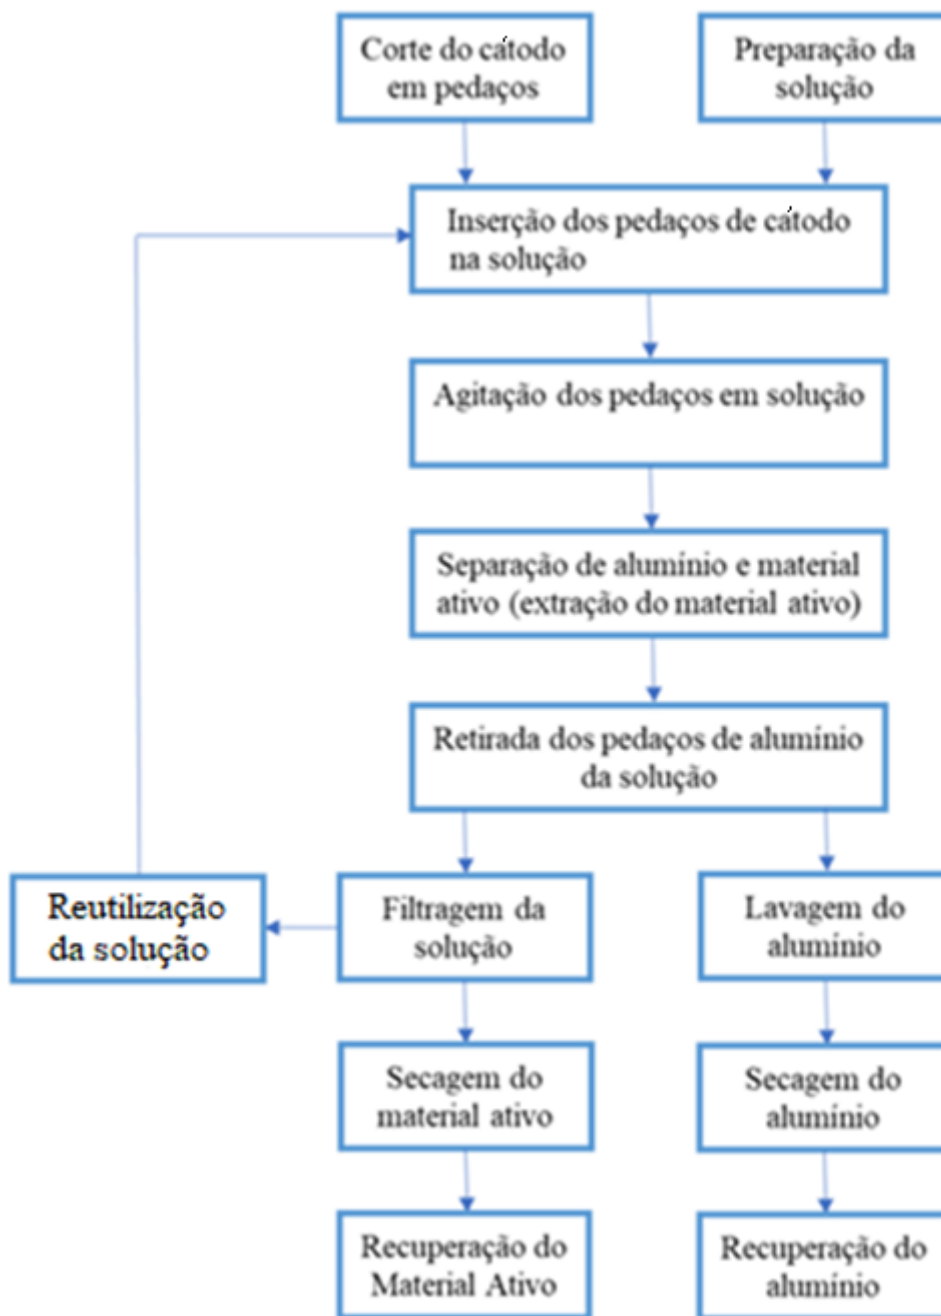 Corte do cátodo
em pedaços
Preparação da
solução
Inserção dos pedaços de cátodo
na solução
Agitação dos pedaços em solução
Separação de alumínio e material
ativo (extração do material ativo)
Retirada dos pedaços de alumínio
da solução
Reutilização
da solução
Filtragem da
solução
Lavagem do
alumínio
Secagem do
material ativo
Secagem do
alumínio
Recuperação do
Material Ativo
Recuperação do
alumínio